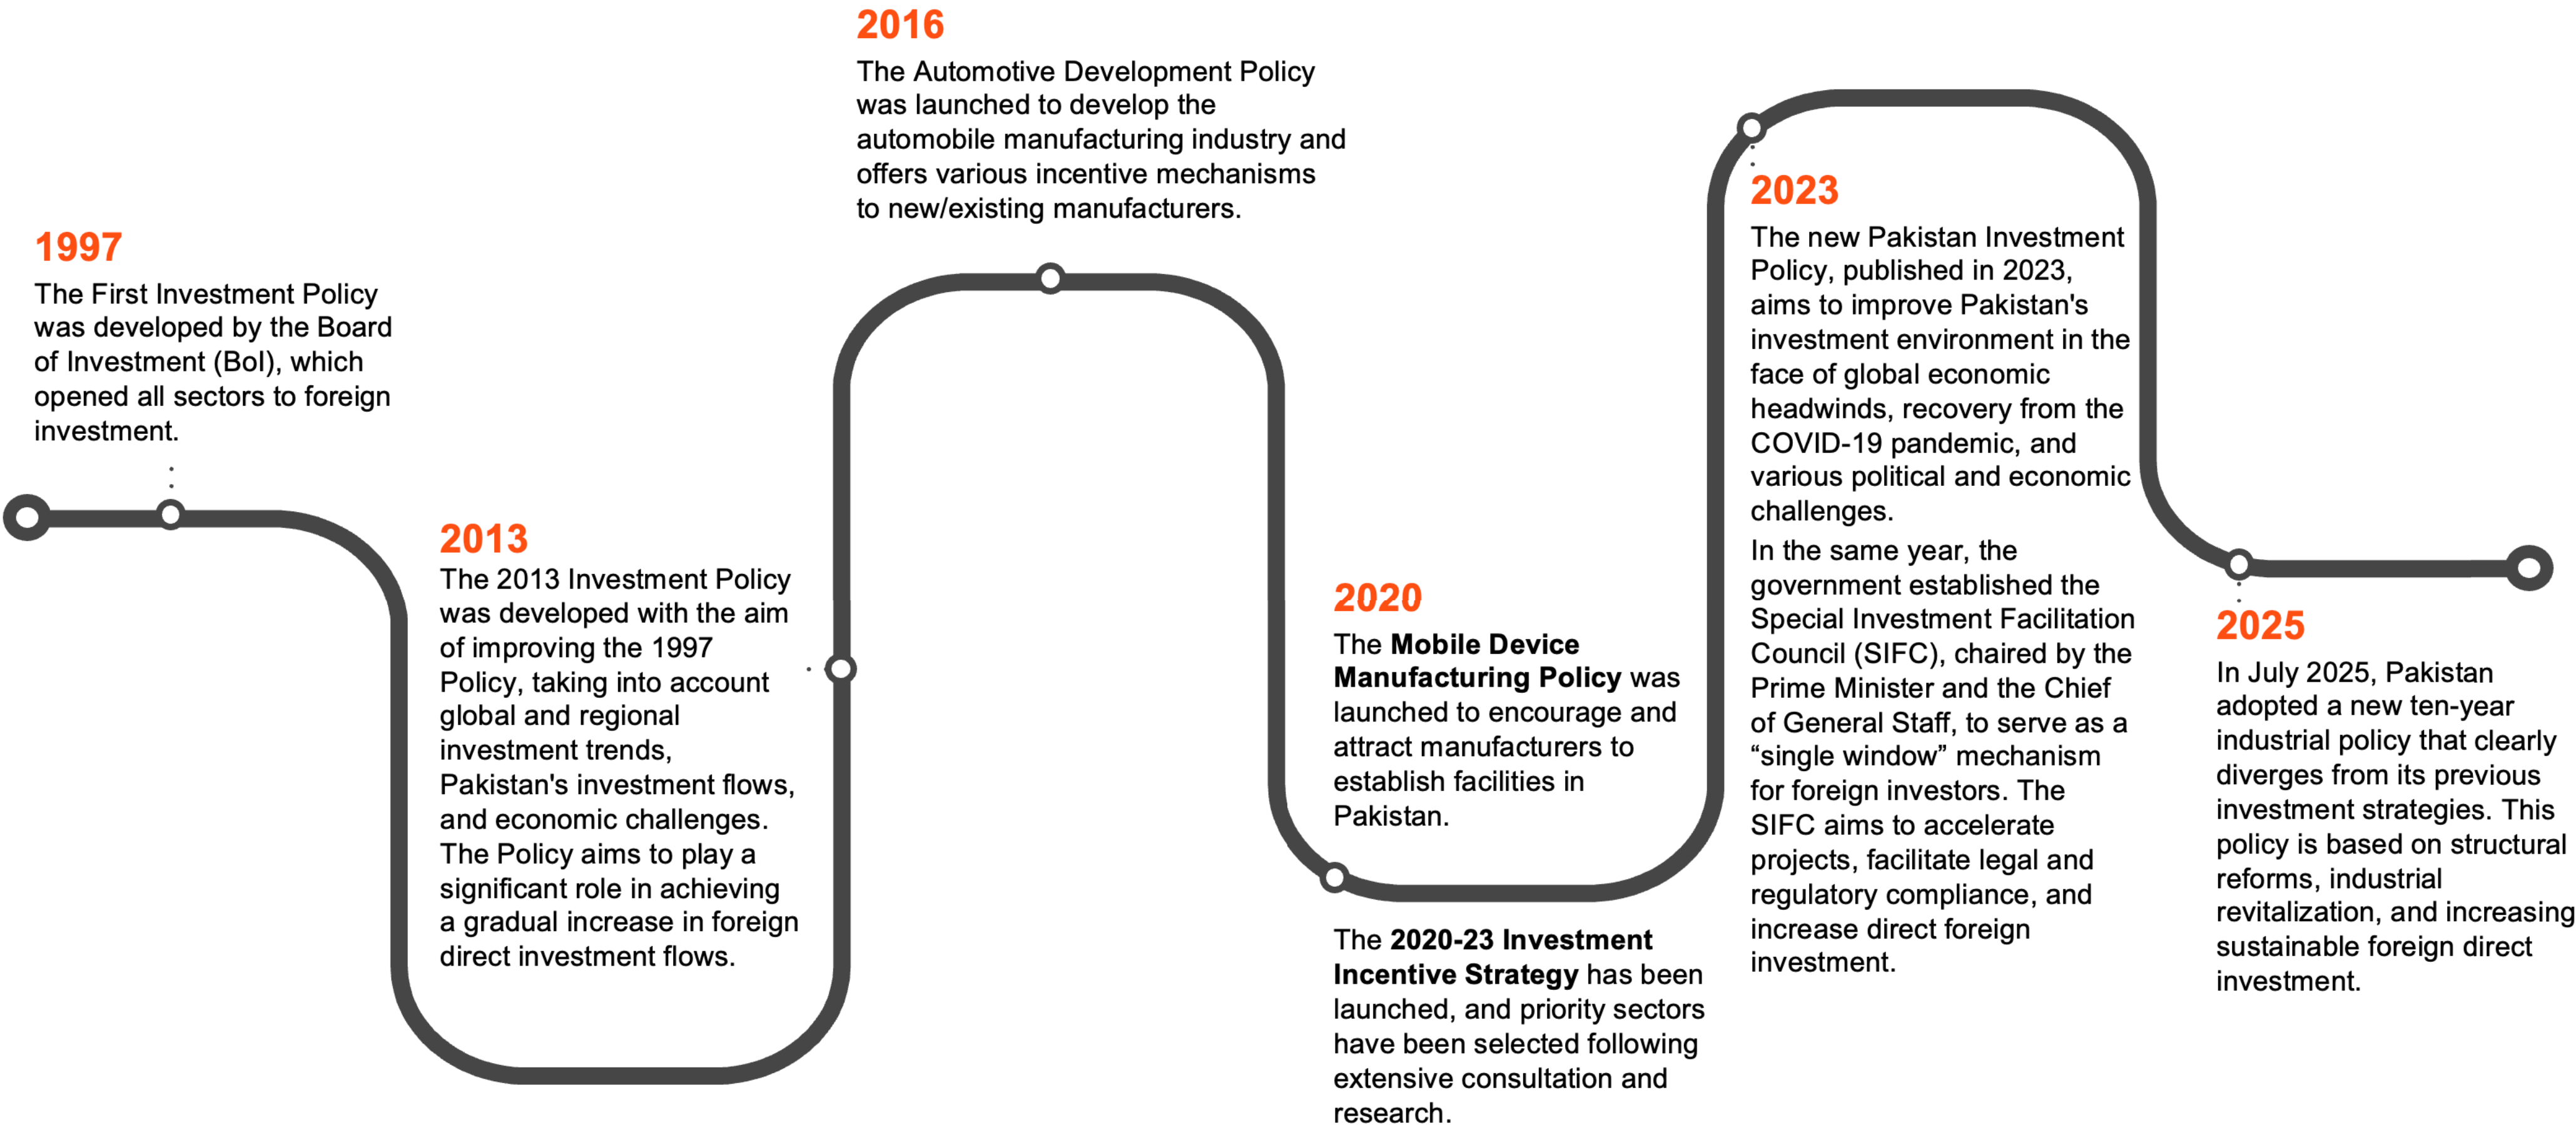 1997
The First Investment Policy
was developed by the Board
of Investment (BoI), which
opened all sectors to foreign
investment.
2013
The 2013 Investment Policy
was developed with the aim
of improving the 1997
Policy, taking into account
global and regional
investment trends,
Pakistan's investment flows,
and economic challenges.
The Policy aims to play a
significant role in achieving
a gradual increase in foreign
direct investment flows.
2016
The Automotive Development Policy
was launched to develop the
automobile manufacturing industry and
offers various incentive mechanisms
to new/existing manufacturers.
2020
The Mobile Device
Manufacturing Policy was
launched to encourage and
attract manufacturers to
establish facilities in
Pakistan.
The 2020-23 Investment
Incentive Strategy has been
launched, and priority sectors
have been selected following
extensive consultation and
research.
2023
The new Pakistan Investment
Policy, published in 2023,
aims to improve Pakistan's
investment environment in the
face of global economic
headwinds, recovery from the
COVID-19 pandemic, and
various political and economic
challenges.
In the same year, the
government established the
Special Investment Facilitation
Council (SIFC), chaired by the
Prime Minister and the Chief
of General Staff, to serve as a
“single window” mechanism
for foreign investors. The
SIFC aims to accelerate
projects, facilitate legal and
regulatory compliance, and
increase direct foreign
investment.
2025
In July 2025, Pakistan
adopted a new ten-year
industrial policy that clearly
diverges from its previous
investment strategies. This
policy is based on structural
reforms, industrial
revitalization, and increasing
sustainable foreign direct
investment.